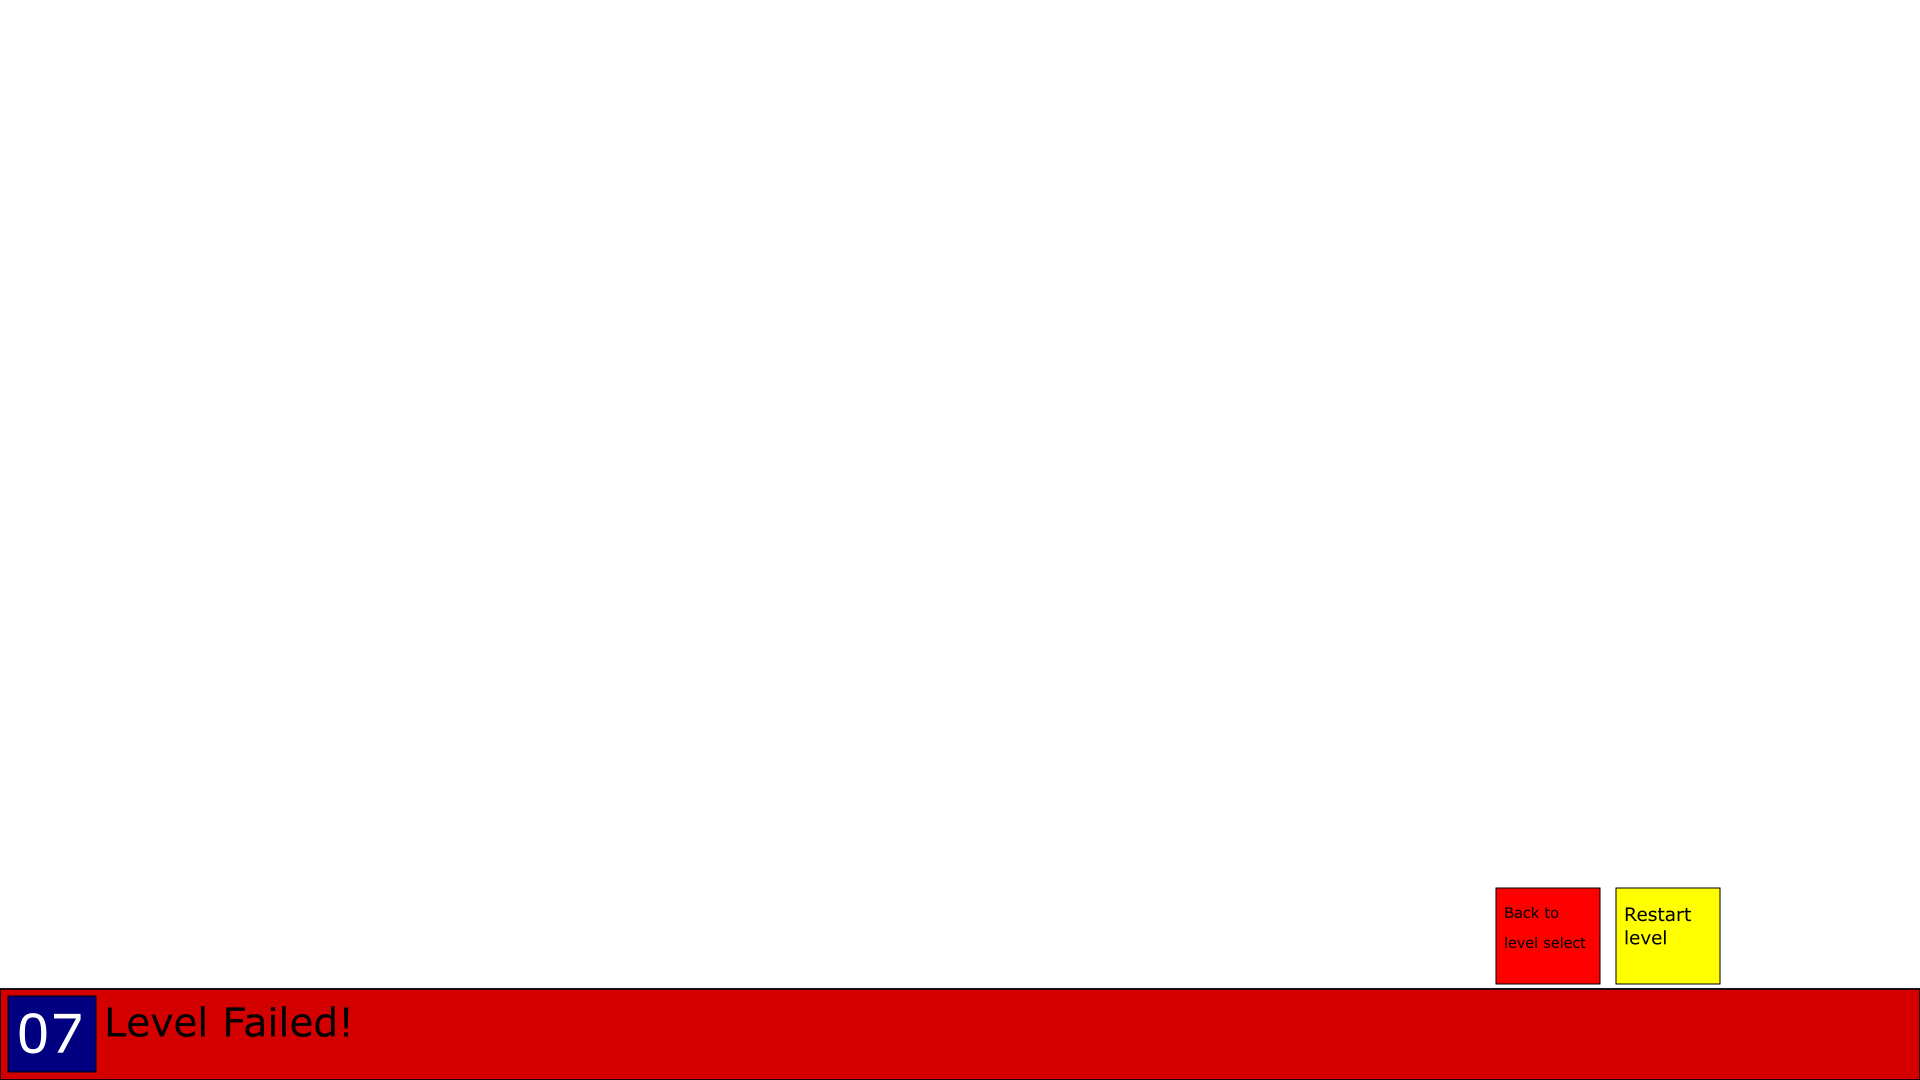 Back to
level select
Restart
level
07
Level Failed!